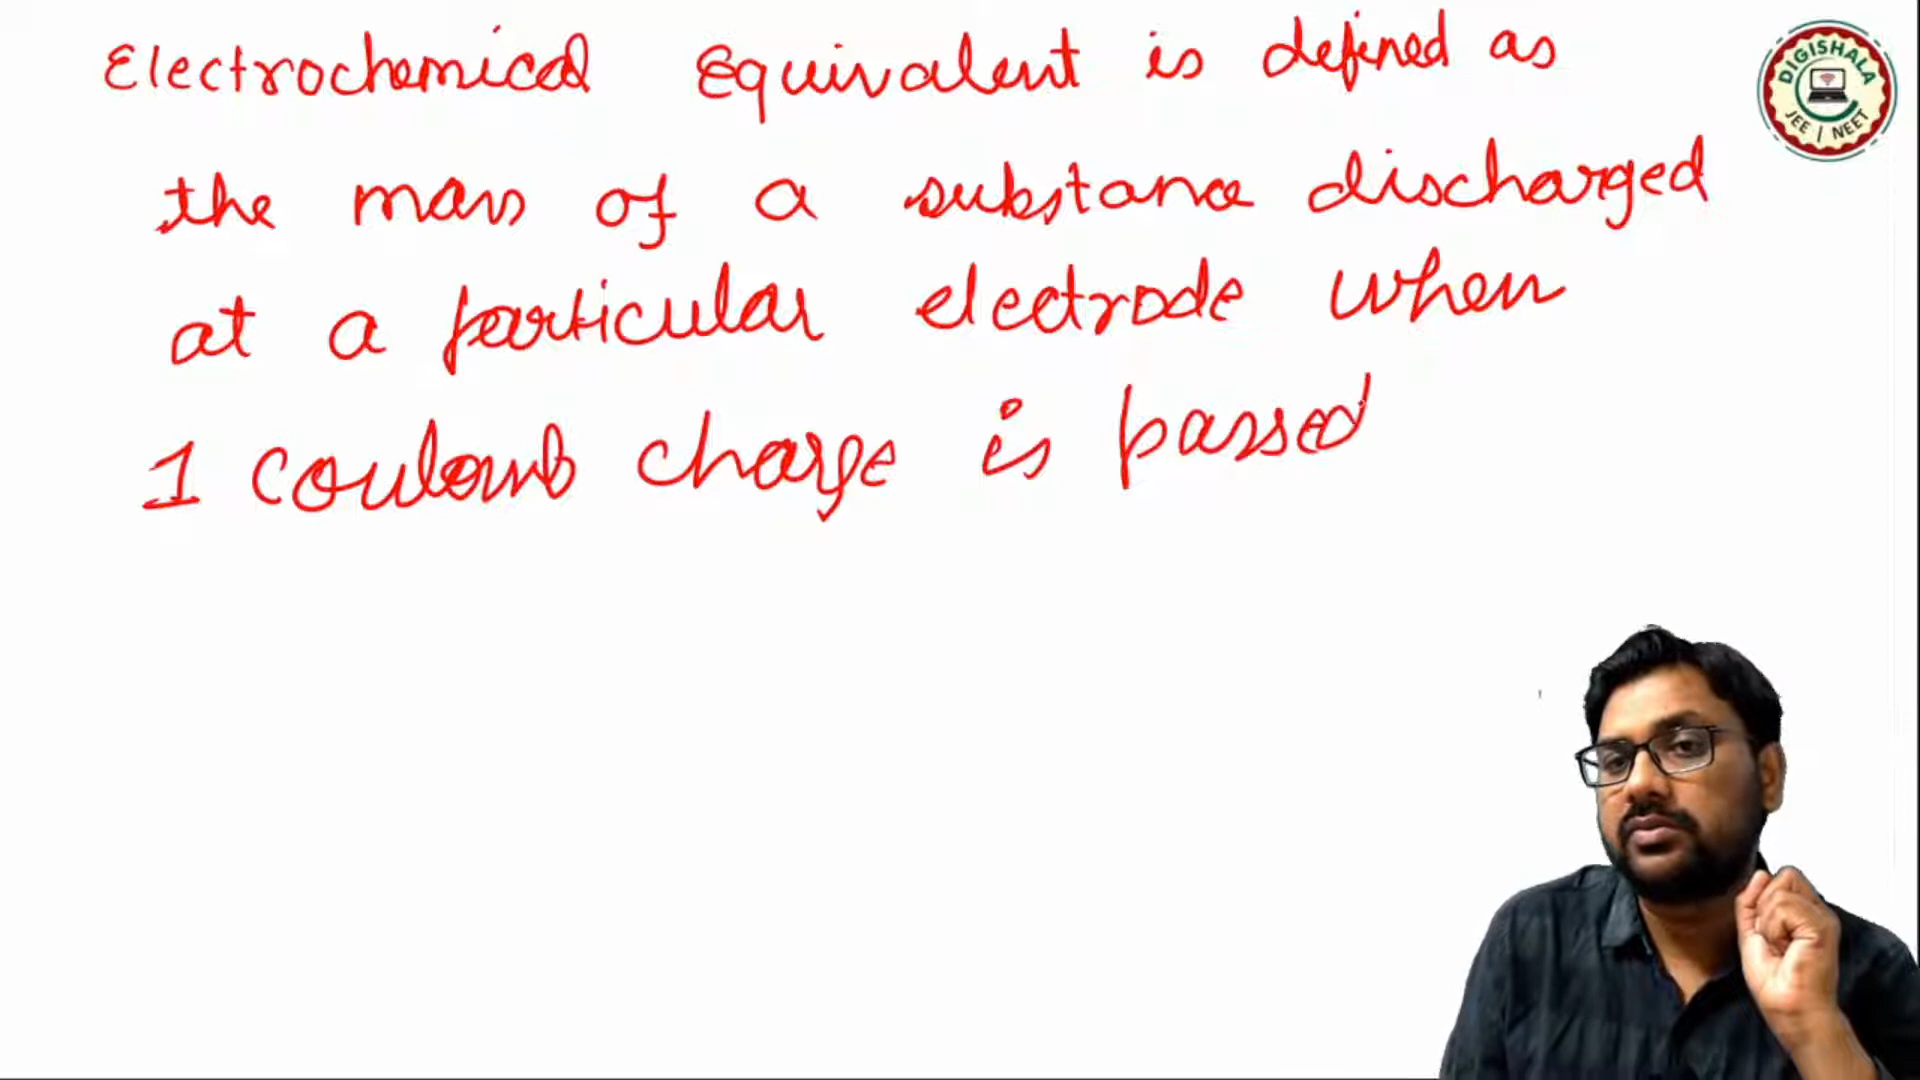 Electrochemical Equivalent is defined as
the mass of a substance discharged
at a particular electrode when
1 coulomb charge is passed
DIGISHALA
JEE | NEET